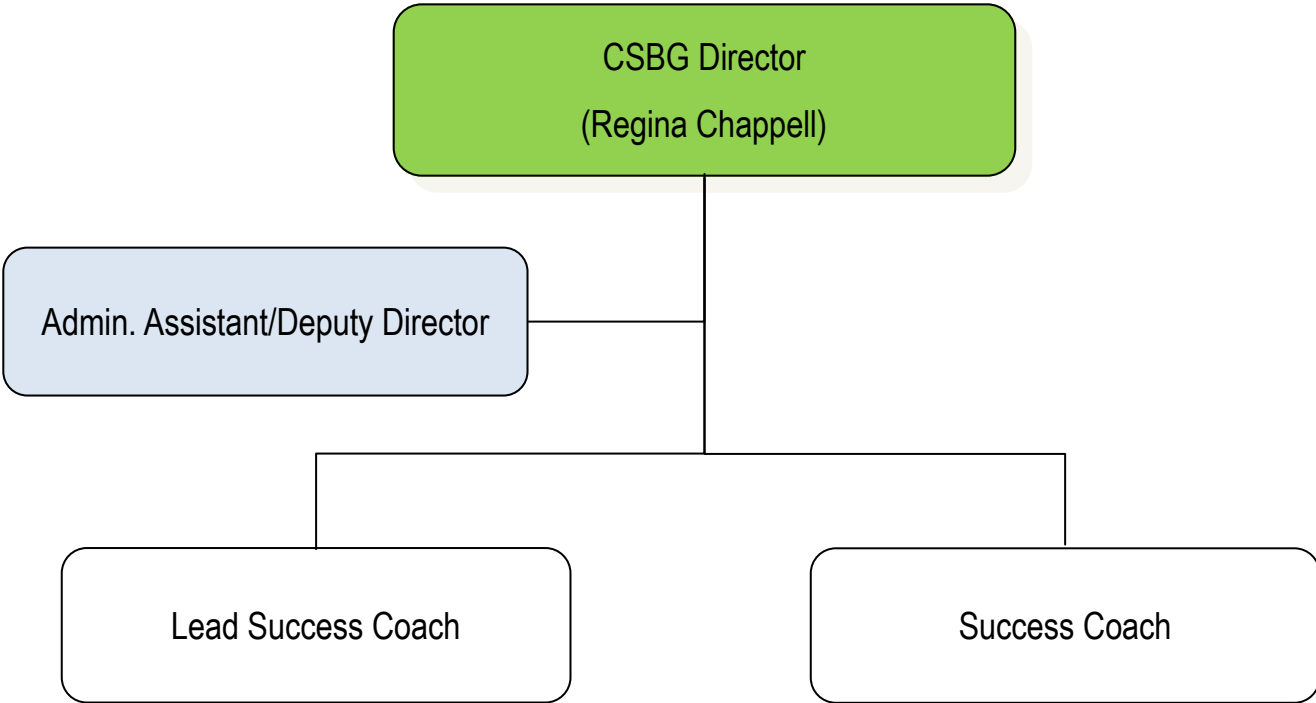 CSBG Director
(Regina Chappell)
Admin. Assistant/Deputy Director
Lead Success Coach
Success Coach